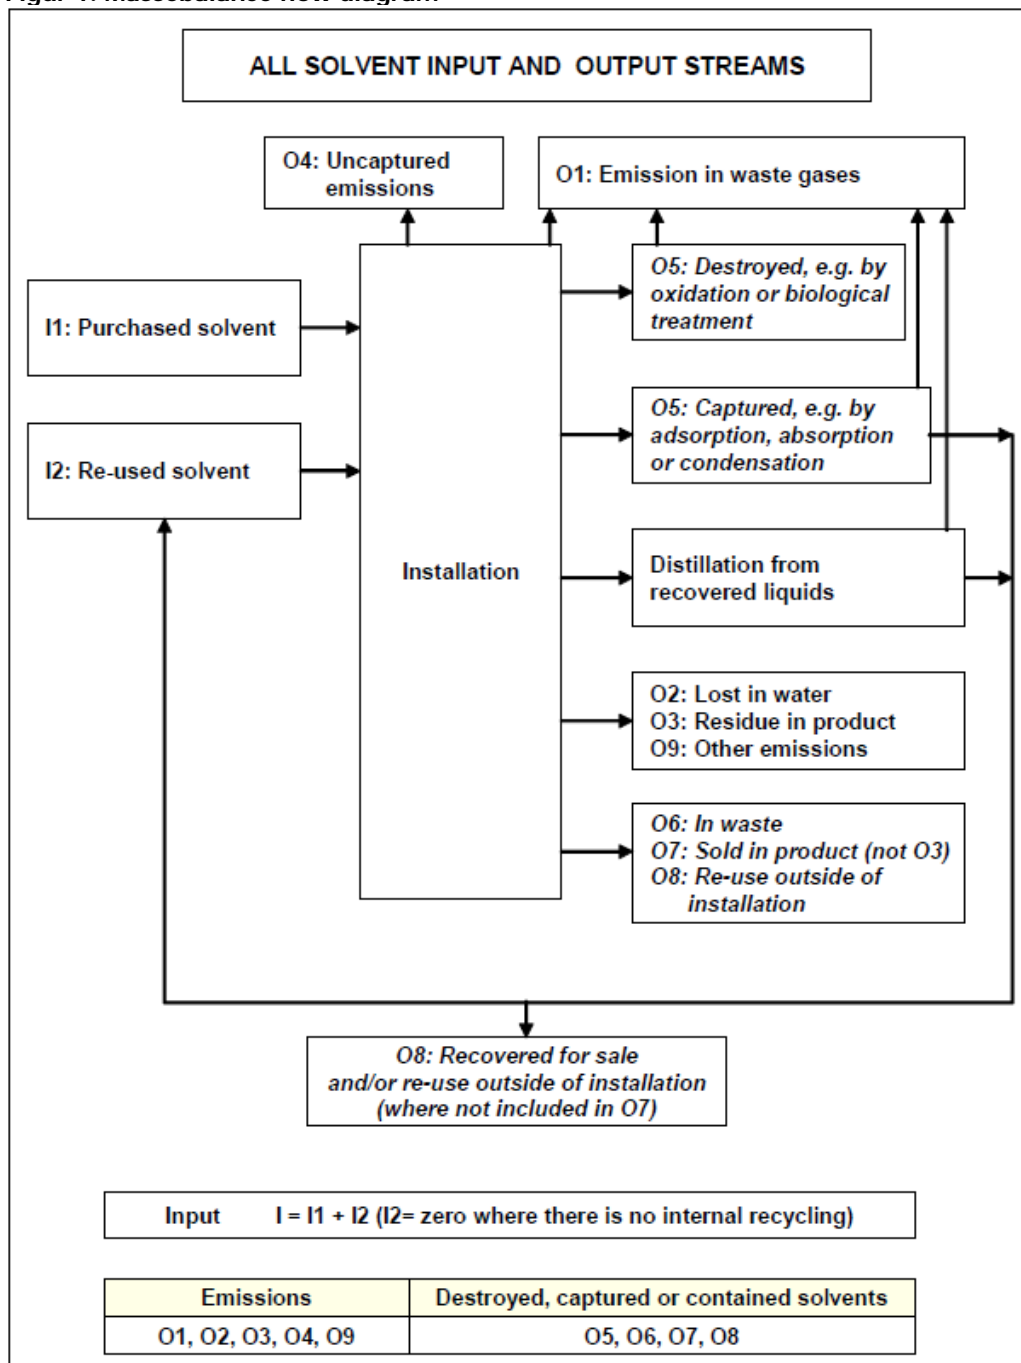 ALL SOLVENT INPUT AND OUTPUT STREAMS
O4: Uncaptured
emissions
O1: Emission in waste gases
O5: Destroyed, e.g. by
oxidation or biological
treatment
I1: Purchased solvent
O5: Captured, e.g. by
adsorption, absorption
or condensation
I2: Re-used solvent
Installation
Distillation from
recovered liquids
O2: Lost in water
O3: Residue in product
O9: Other emissions
O6: In waste
O7: Sold in product (not O3)
O8: Re-use outside of
installation
O8: Recovered for sale
and/or re-use outside of installation
(where not included in O7)
Input I = I1 + I2 (I2= zero where there is no internal recycling)
Emissions Destroyed, captured or contained solvents
O1, O2, O3, O4, O9 O5, O6, O7, O8